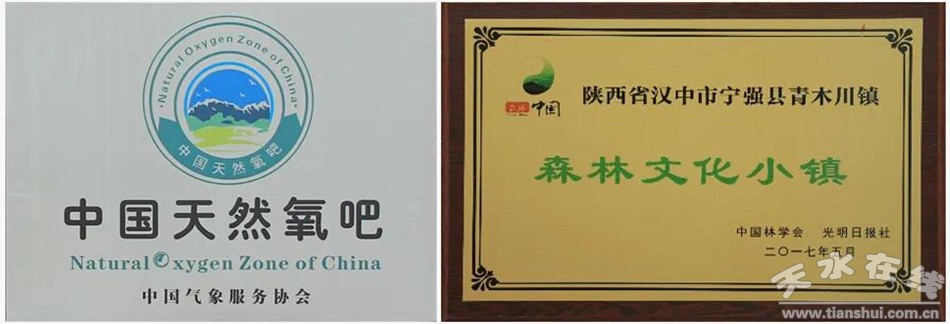 Natural Oxygen Zone of China
中国天然氧吧
中国天然氧吧
Natural Oxygen Zone of China
中国气象服务协会
中国
陕西省汉中市宁强县青木川镇
森林文化小镇
中国林学会 光明日报社
二〇一七年五月
天水在线
www.tianshui.com.cn